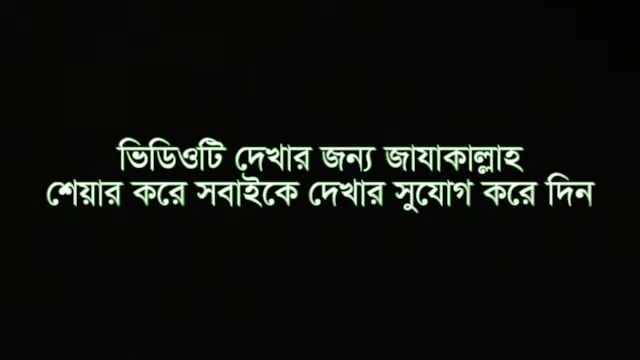 ভিডিওটি দেখার জন্য জাযাকাল্লাহ
শেয়ার করে সবাইকে দেখার সুযোগ করে দিন